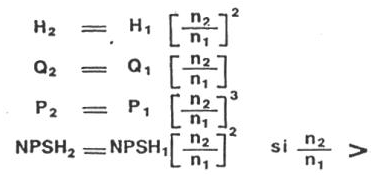 H₂ = H₁ [n₂/n₁]²
Q₂ = Q₁ [n₂/n₁]
P₂ = P₁ [n₂/n₁]³
NPSH₂ = NPSH₁ [n₂/n₁]² si n₂/n₁ >